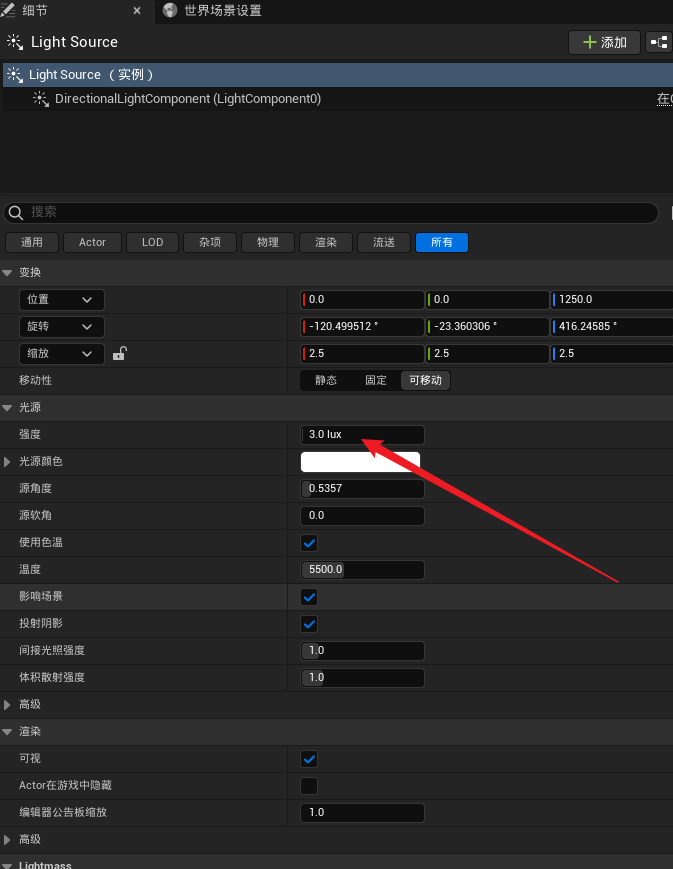 细节 × 世界场景设置
Light Source 添加
Light Source （实例）
DirectionalLightComponent (LightComponent0) 在
搜索
通用 Actor LOD 杂项 物理 渲染 流送 所有
变换
位置 0.0 0.0 1250.0
旋转 -120.499512 ° -23.360306 ° 416.24585 °
缩放 2.5 2.5 2.5
移动性 静态 固定 可移动
光源
强度 3.0 lux
光源颜色
源角度 0.5357
源软角 0.0
使用色温
温度 5500.0
影响场景
投射阴影
间接光照强度 1.0
体积散射强度 1.0
高级
渲染
可视
Actor在游戏中隐藏
编辑器公告板缩放 1.0
高级
Lightmass